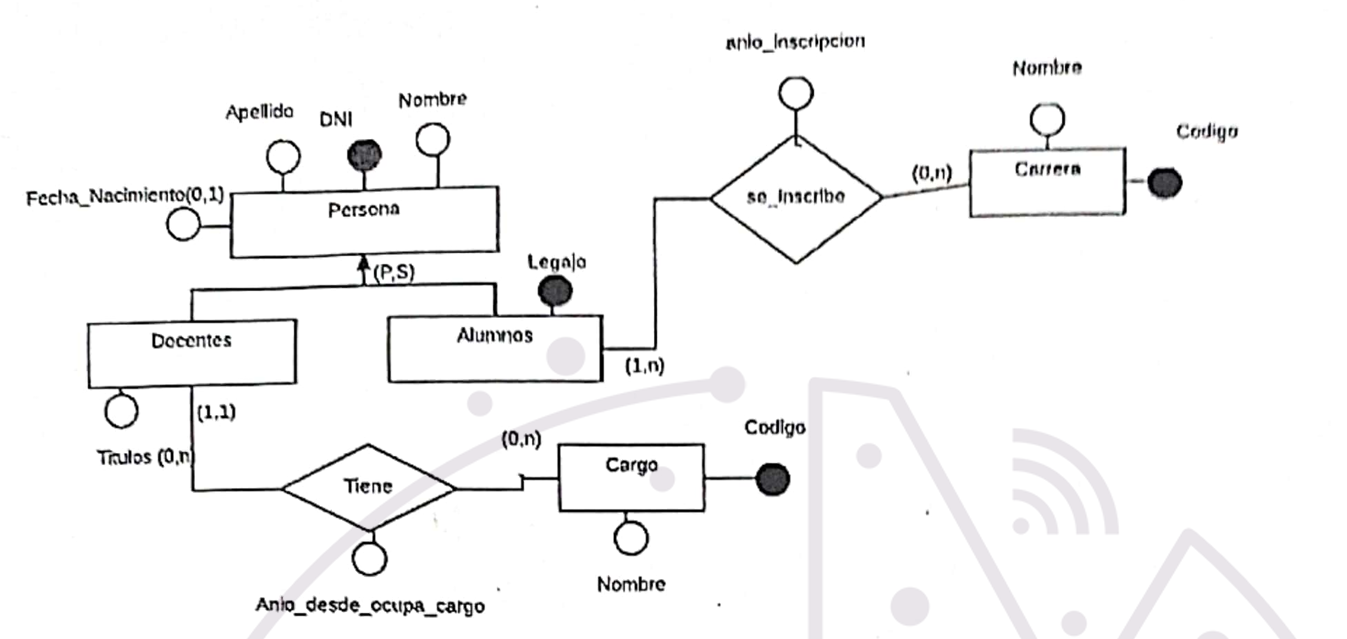 anio_Inscripcion
Nombre
Codigo
Apellido
DNI
Nombre
Fecha_Nacimiento(0,1)
Persona
se_Inscribe
(0,n)
Carrera
(P,S)
Legajo
Docentes
Alumnos
(1,n)
(1,1)
Titulos (0,n
Tiene
(0,n)
Cargo
Codigo
Nombre
Anio_desde_ocupa_cargo